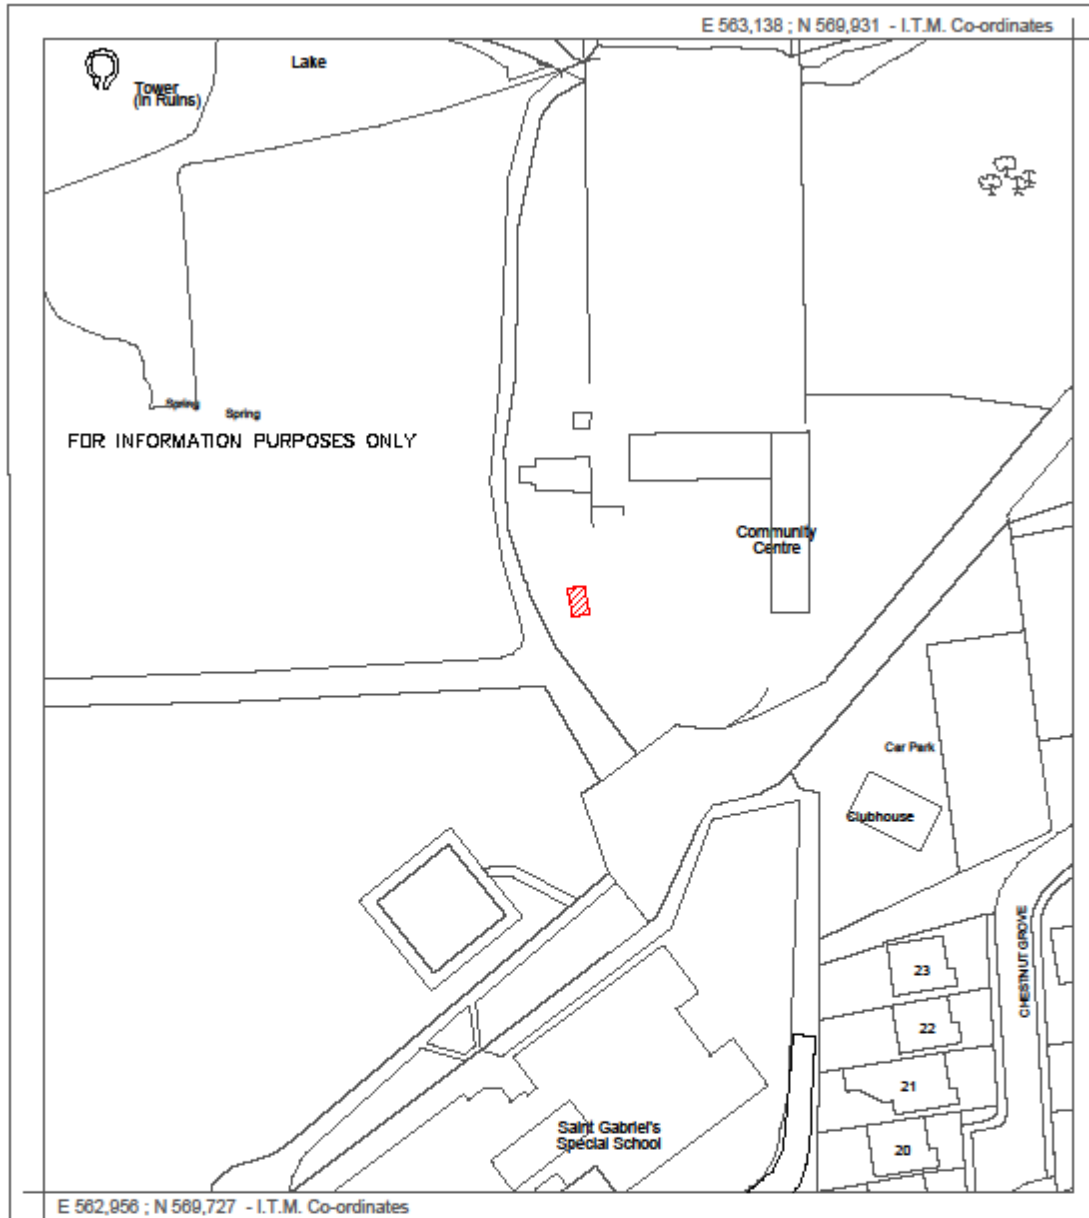 E 563,138 ; N 569,931 - I.T.M. Co-ordinates
Lake
Tower
(in Ruins)
Spring
Spring
FOR INFORMATION PURPOSES ONLY
Community
Centre
Car Park
Clubhouse
CHESTNUT GROVE
23
22
21
20
Saint Gabriel's
Special School
E 562,956 ; N 569,727 - I.T.M. Co-ordinates